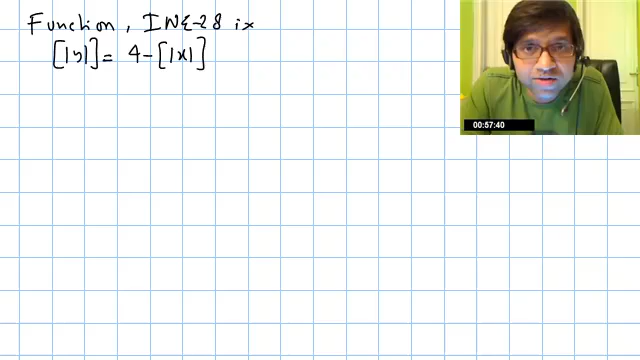 Function, INE-28 ix
[|y|] = 4 - [|x|]
00:57:40